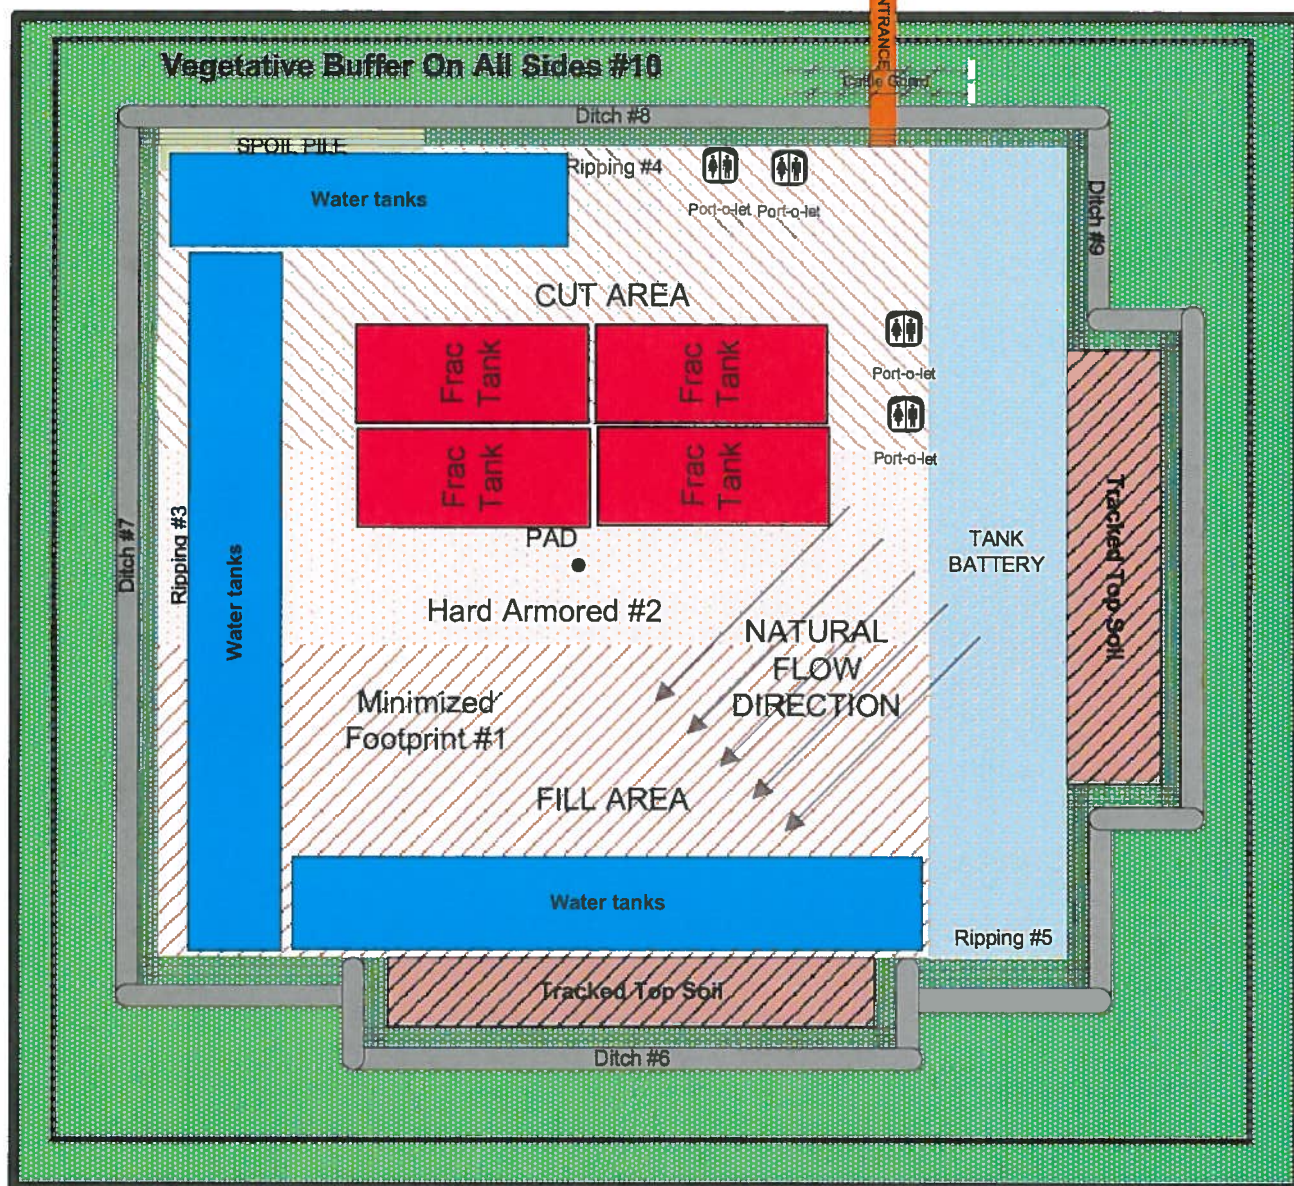 NTRANCE
Vegetative Buffer On All Sides #10
Cattle Guard
Ditch #8
SPOIL PILE
Ripping #4
Water tanks
Port-o-let Port-o-let
Ditch #9
CUT AREA
Frac
Tank
Frac
Tank
Port-o-let
Port-o-let
Frac
Tank
Frac
Tank
PAD
TANK
BATTERY
Tracked Top Soil
Ditch #7
Ripping #3
Water tanks
Hard Armored #2
NATURAL
FLOW
DIRECTION
Minimized
Footprint #1
FILL AREA
Water tanks
Ripping #5
Tracked Top Soil
Ditch #6